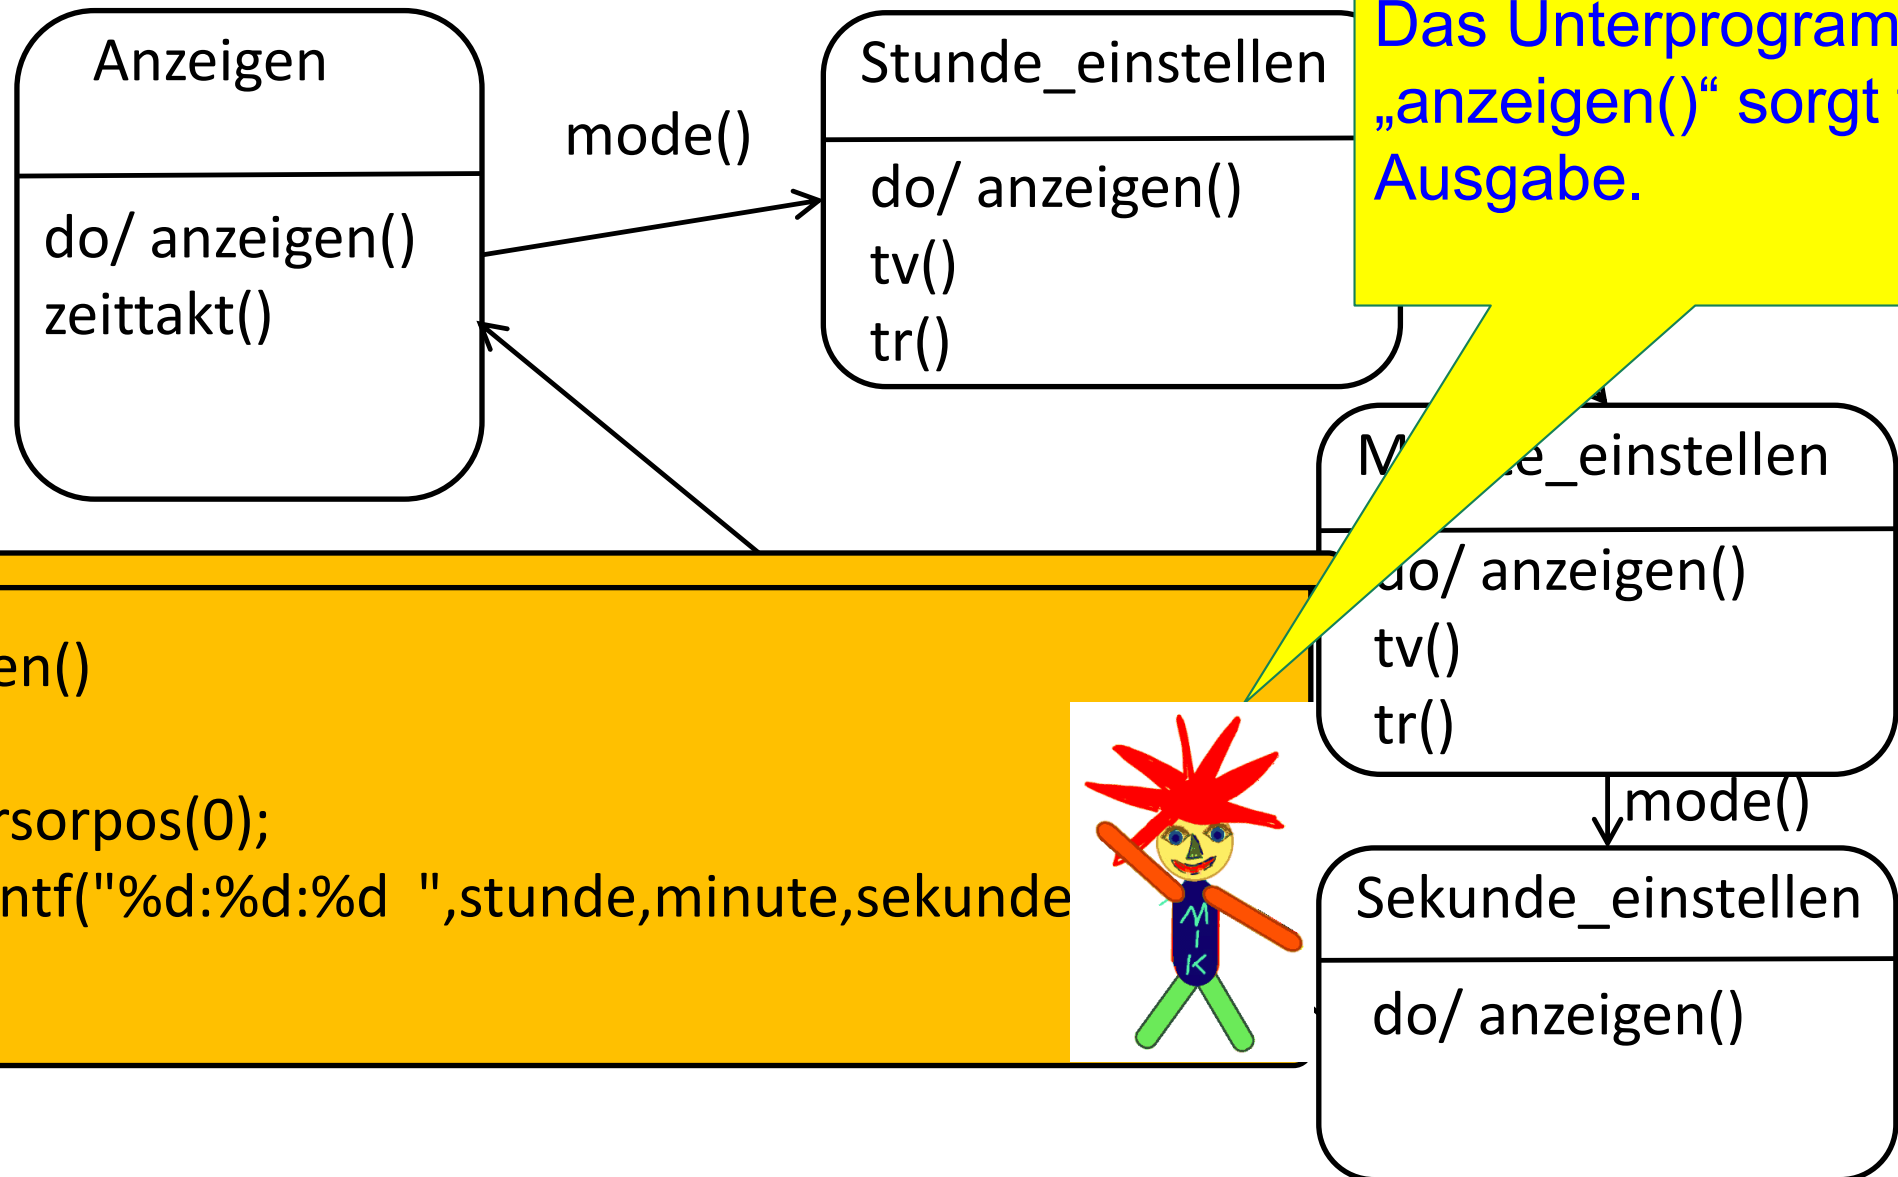 Anzeigen
do/ anzeigen()
zeittakt()
mode()
Stunde_einstellen
do/ anzeigen()
tv()
tr()
Das Unterprogram
„anzeigen()“ sorgt
Ausgabe.
e_einstellen
do/ anzeigen()
tv()
tr()
mode()
Sekunde_einstellen
do/ anzeigen()
en()
rsorpos(0);
ntf("%d:%d:%d ",stunde,minute,sekunde
MIK